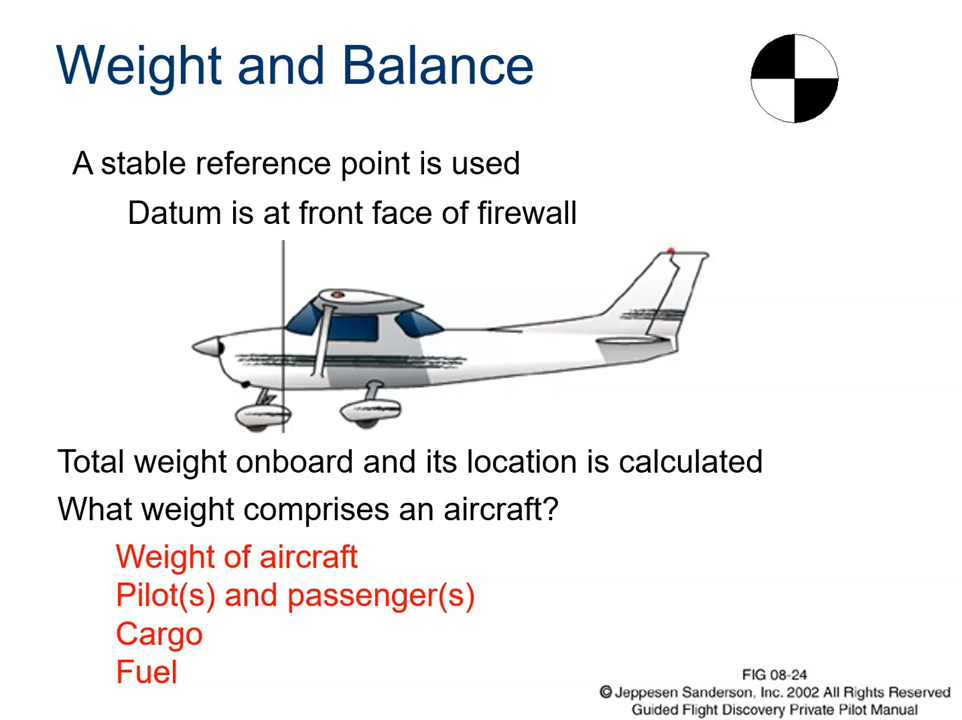 Weight and Balance
A stable reference point is used
Datum is at front face of firewall
Total weight onboard and its location is calculated
What weight comprises an aircraft?
Weight of aircraft
Pilot(s) and passenger(s)
Cargo
Fuel
FIG 08-24
© Jeppesen Sanderson, Inc. 2002 All Rights Reserved
Guided Flight Discovery Private Pilot Manual